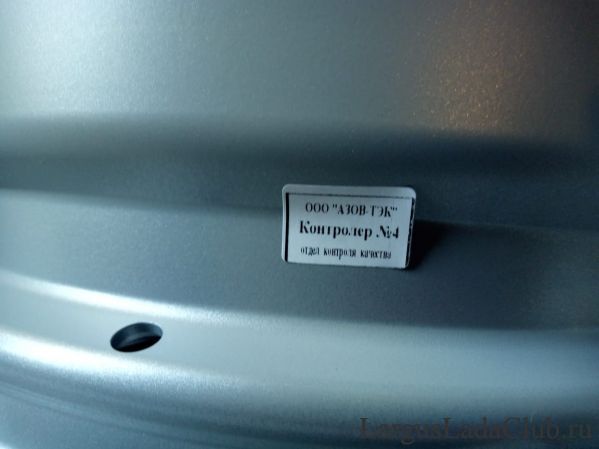 ООО "АЗОВ-ТЭК"
Контролер №4
отдел контроля качества
LargusLadaClub.ru